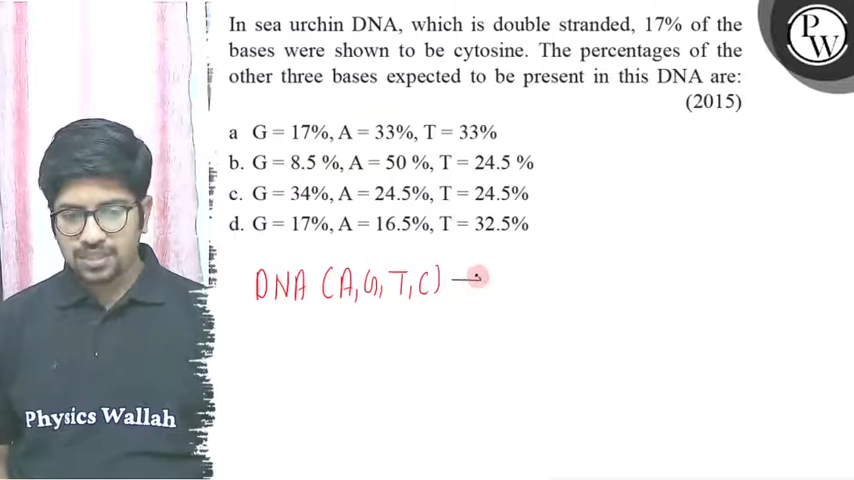 In sea urchin DNA, which is double stranded, 17% of the
bases were shown to be cytosine. The percentages of the
other three bases expected to be present in this DNA are:
(2015)
a G = 17%, A = 33%, T = 33%
b. G = 8.5 %, A = 50 %, T = 24.5 %
c. G = 34%, A = 24.5%, T = 24.5%
d. G = 17%, A = 16.5%, T = 32.5%
DNA (A, G, T, C) →
Physics Wallah
PW